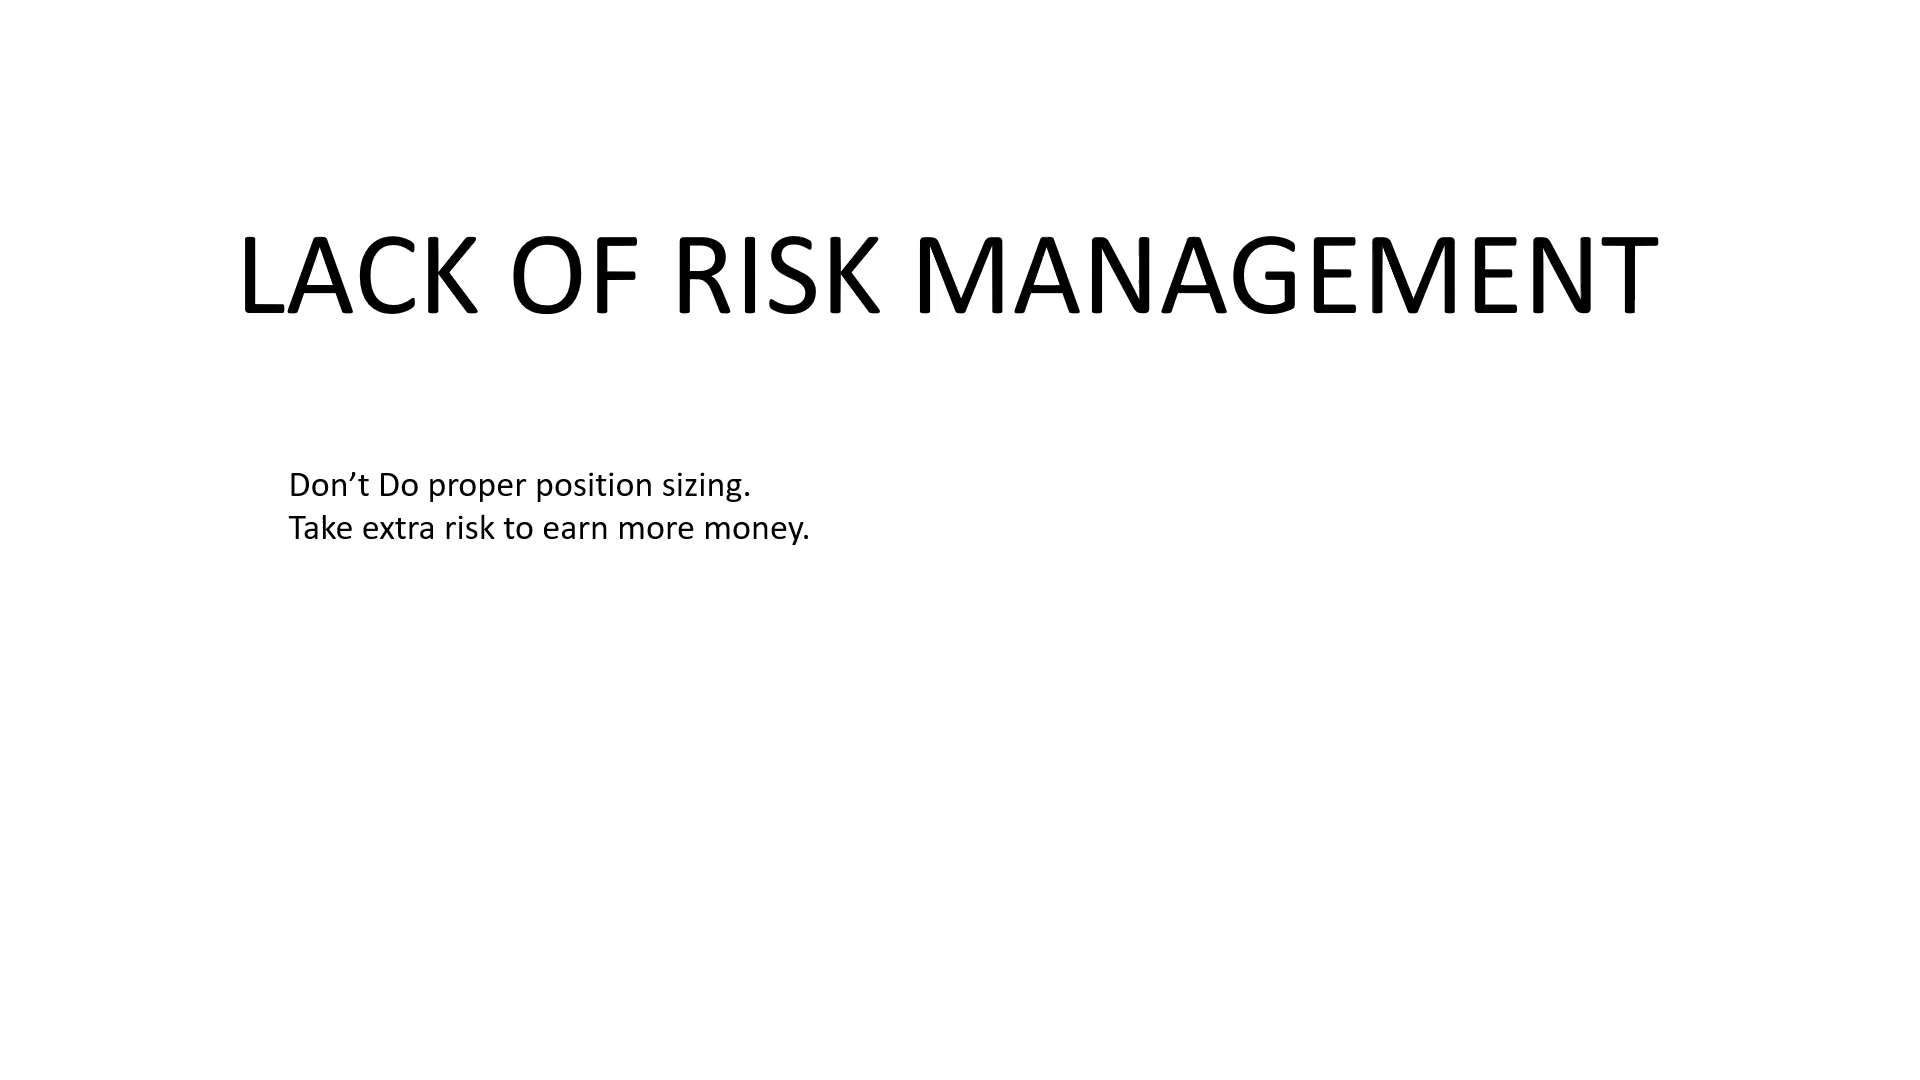 LACK OF RISK MANAGEMENT
Don’t Do proper position sizing.
Take extra risk to earn more money.